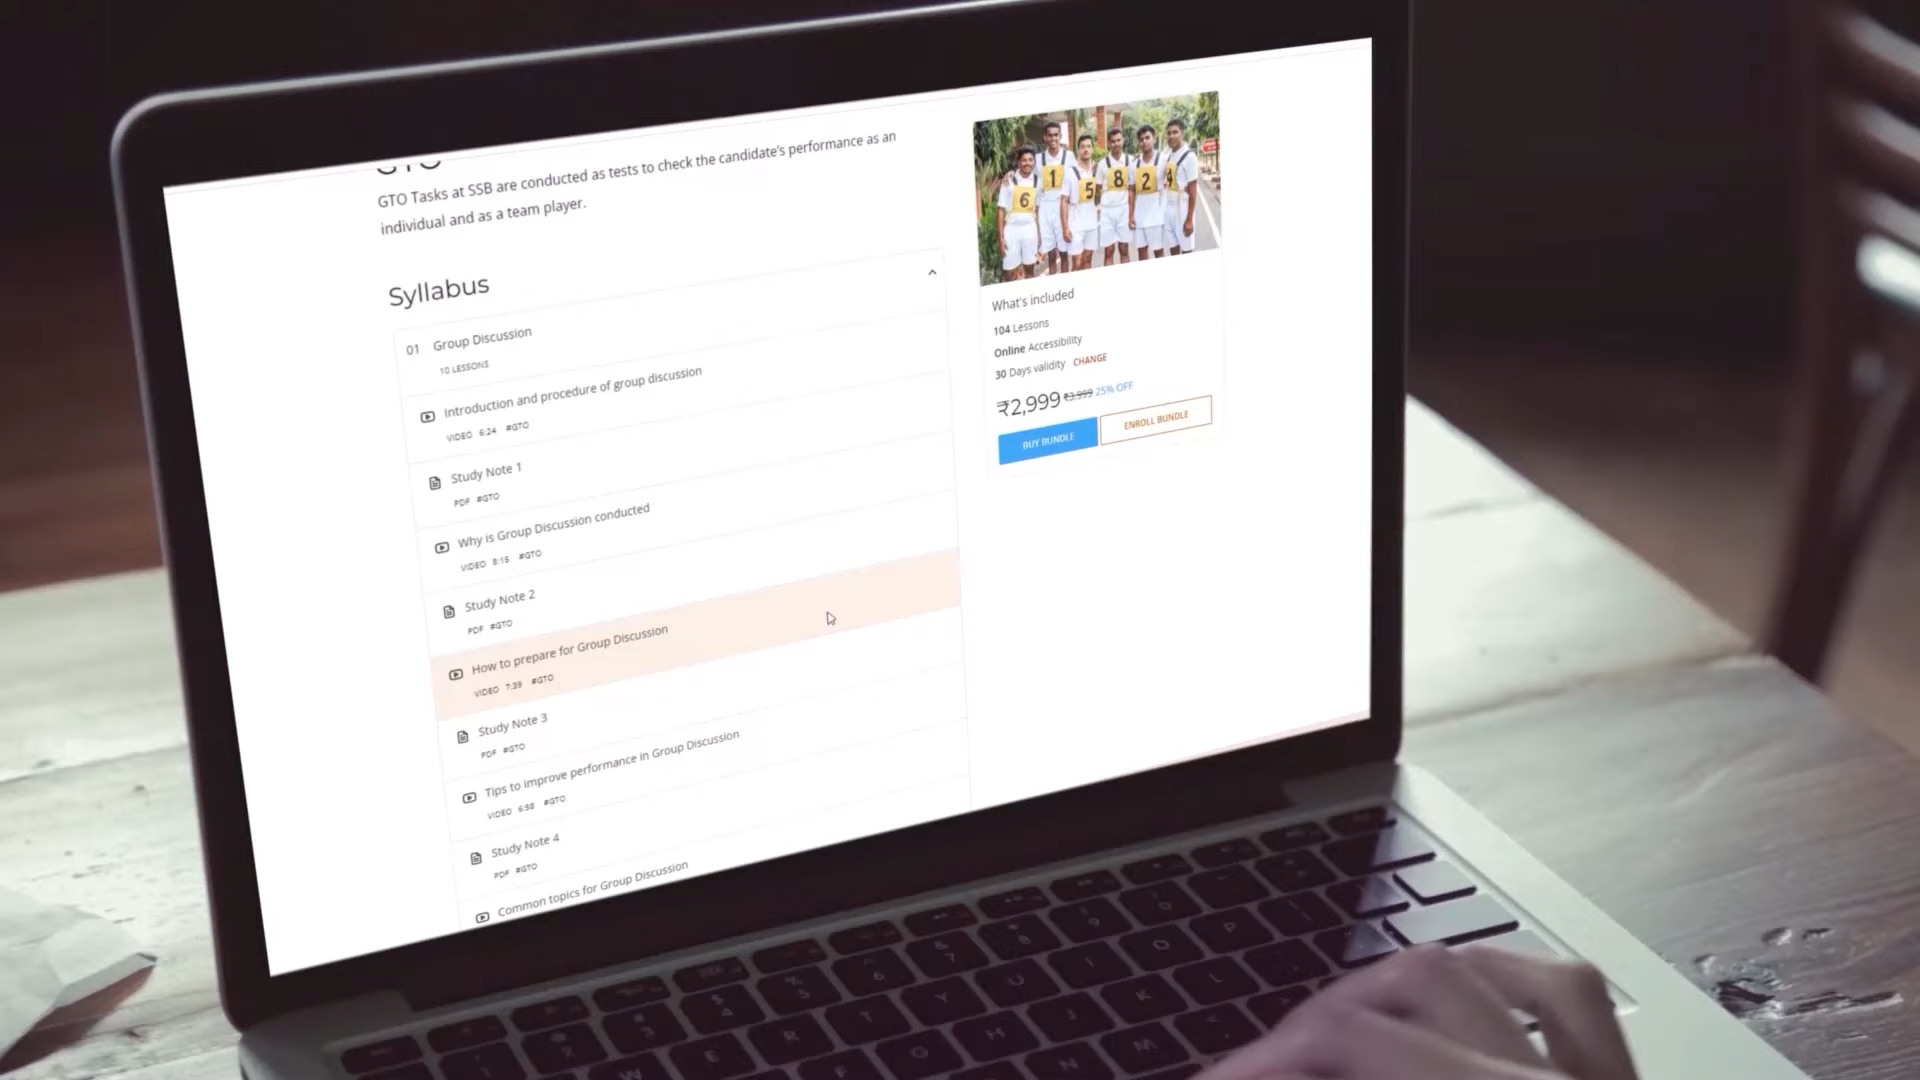 GTO
GTO Tasks at SSB are conducted as tests to check the candidate's performance as an
individual and as a team player.
Syllabus
01 Group Discussion
10 LESSONS
Introduction and procedure of group discussion
VIDEO 6:24 #GTO
Study Note 1
PDF #GTO
Why is Group Discussion conducted
VIDEO 8:15 #GTO
Study Note 2
PDF #GTO
How to prepare for Group Discussion
VIDEO 7:39 #GTO
Study Note 3
PDF #GTO
Tips to improve performance in Group Discussion
VIDEO 6:58 #GTO
Study Note 4
PDF #GTO
Common topics for Group Discussion
6 1 5 8 2 4
What's included
104 Lessons
Online Accessibility
30 Days validity CHANGE
₹2,999 ₹3,999 25% OFF
BUY BUNDLE ENROLL BUNDLE